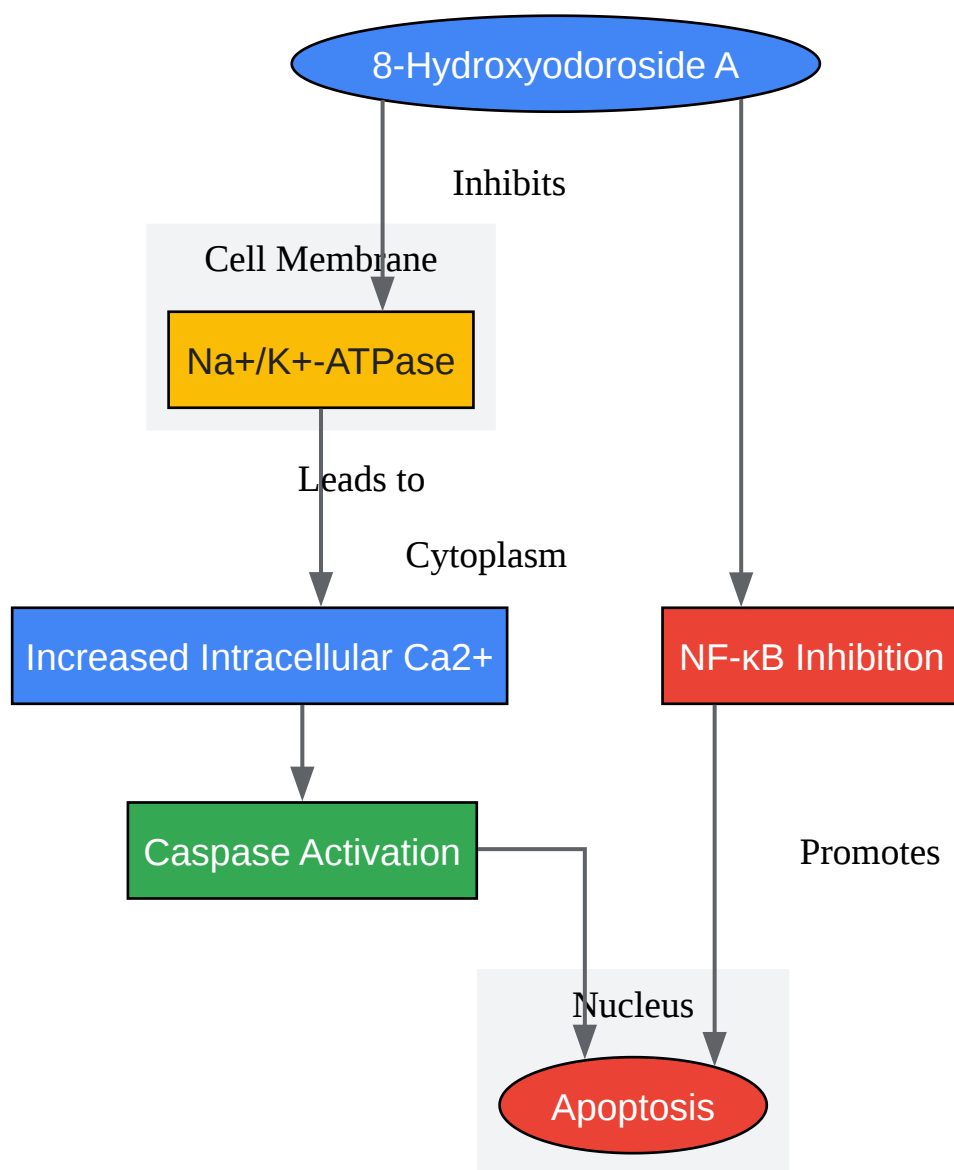 8-Hydroxyodoroside A
Inhibits
Cell Membrane
Na+/K+-ATPase
Leads to
Cytoplasm
Increased Intracellular Ca2+
NF-κB Inhibition
Caspase Activation
Promotes
Nucleus
Apoptosis